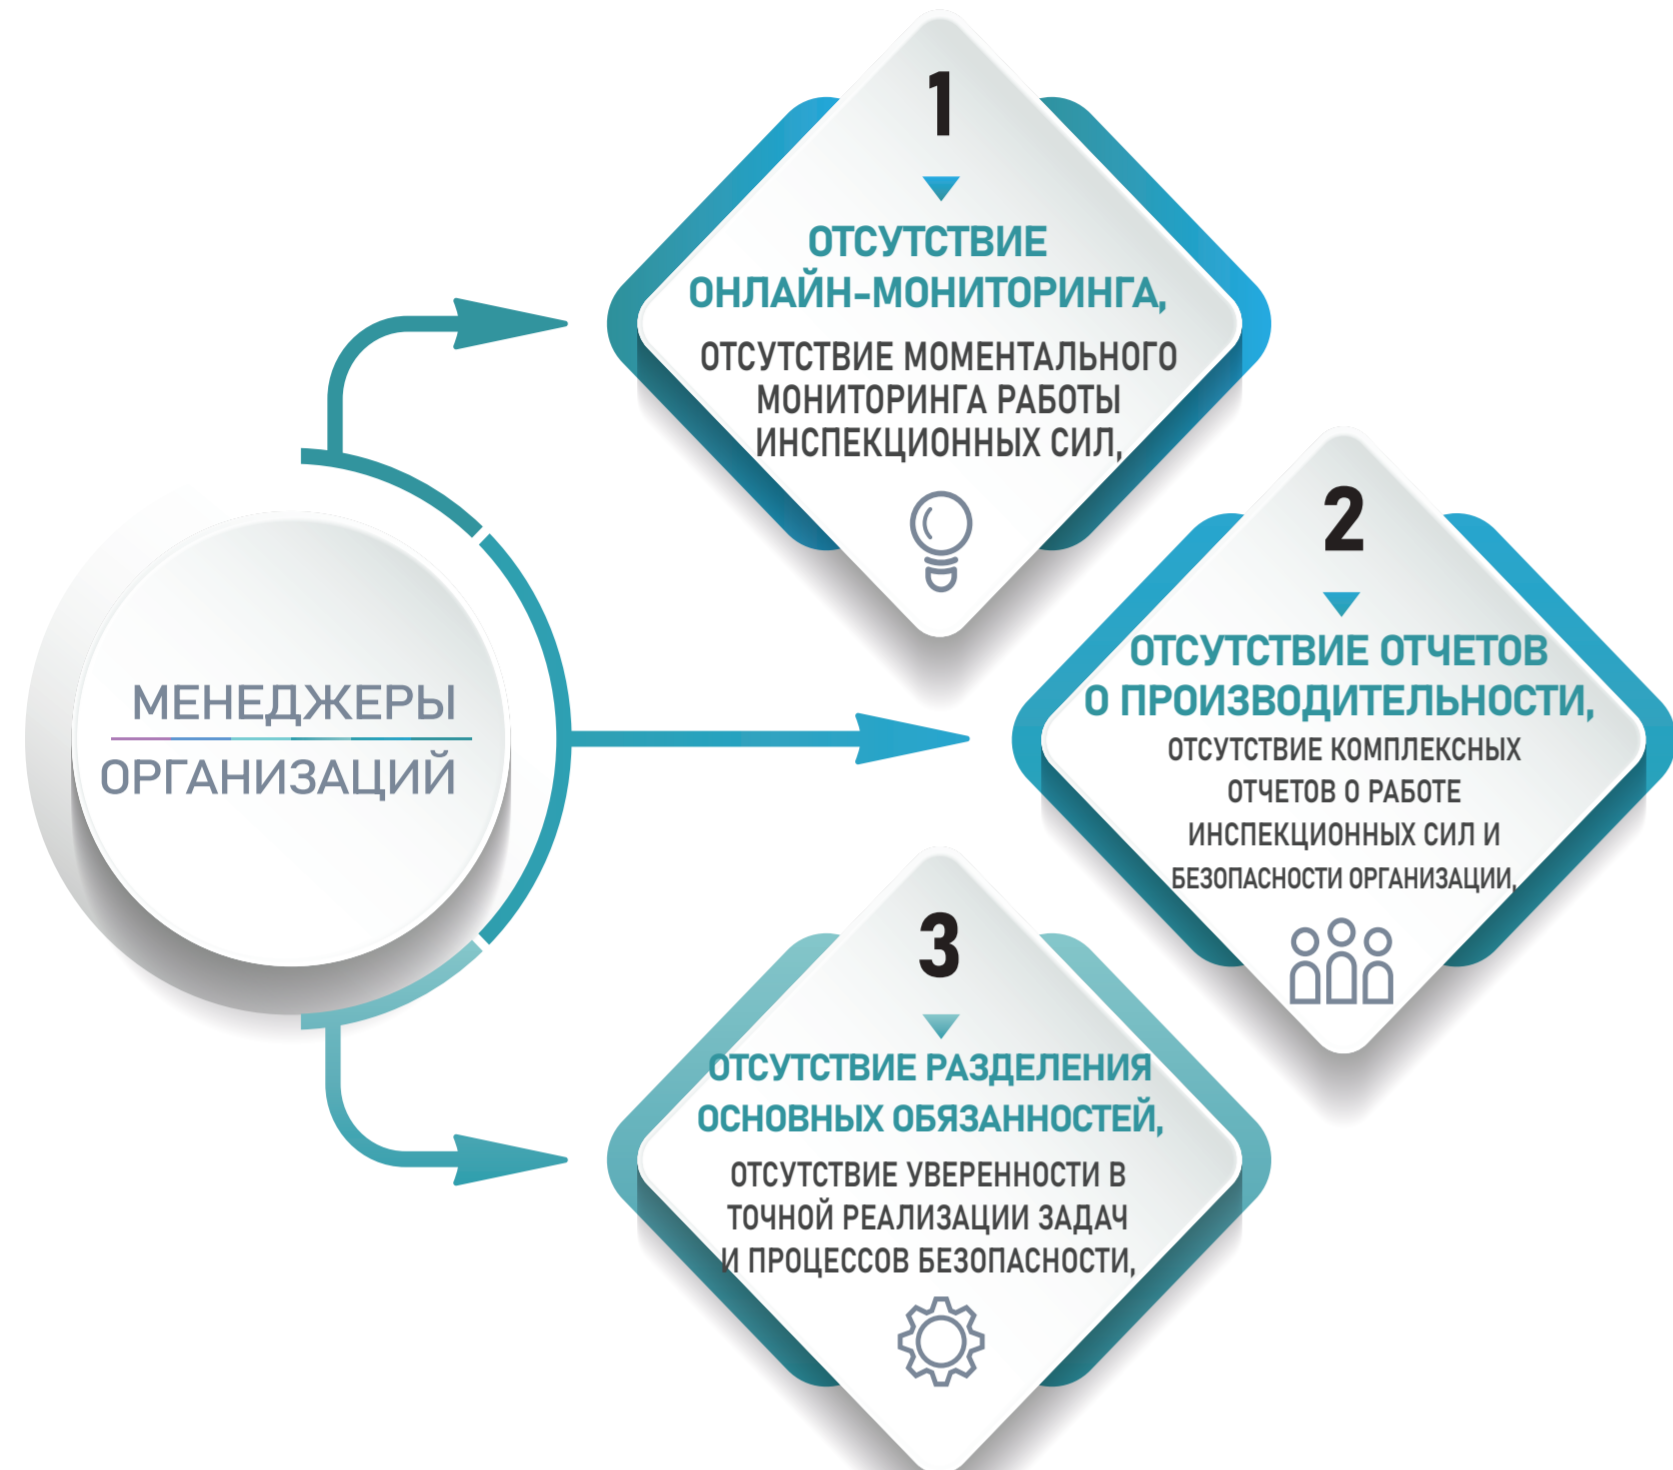 МЕНЕДЖЕРЫ
ОРГАНИЗАЦИЙ
1
ОТСУТСТВИЕ
ОНЛАЙН-МОНИТОРИНГА,
ОТСУТСТВИЕ МОМЕНТАЛЬНОГО
МОНИТОРИНГА РАБОТЫ
ИНСПЕКЦИОННЫХ СИЛ,
2
ОТСУТСТВИЕ ОТЧЕТОВ
О ПРОИЗВОДИТЕЛЬНОСТИ,
ОТСУТСТВИЕ КОМПЛЕКСНЫХ
ОТЧЕТОВ О РАБОТЕ
ИНСПЕКЦИОННЫХ СИЛ И
БЕЗОПАСНОСТИ ОРГАНИЗАЦИИ,
3
ОТСУТСТВИЕ РАЗДЕЛЕНИЯ
ОСНОВНЫХ ОБЯЗАННОСТЕЙ,
ОТСУТСТВИЕ УВЕРЕННОСТИ В
ТОЧНОЙ РЕАЛИЗАЦИИ ЗАДАЧ
И ПРОЦЕССОВ БЕЗОПАСНОСТИ,